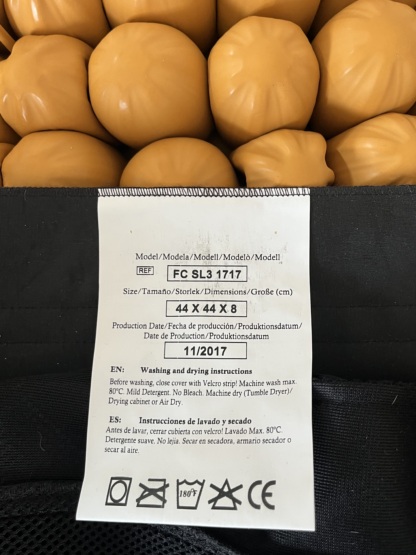 Model/Modela/Modell/Modelò/Modell
REF FC SL3 1717
Size/Tamaño/Storlek/Dimensions/Große (cm)
44 X 44 X 8
Production Date/Fecha de producción/Produktionsdatum/
Date de Production/Produktionsdatum
11/2017
EN: Washing and drying instructions
Before washing, close cover with Velcro strip! Machine wash max.
80°C. Mild Detergent. No Bleach. Machine dry (Tumble Dryer)/
Drying cabinet or Air Dry.
ES: Instrucciones de lavado y secado
Antes de lavar, cerrar cubierta con velcro! Lavado Max. 80°C.
Detergente suave. No lejia. Secar en secadora, armario secador o
secar al aire.
180°F CE